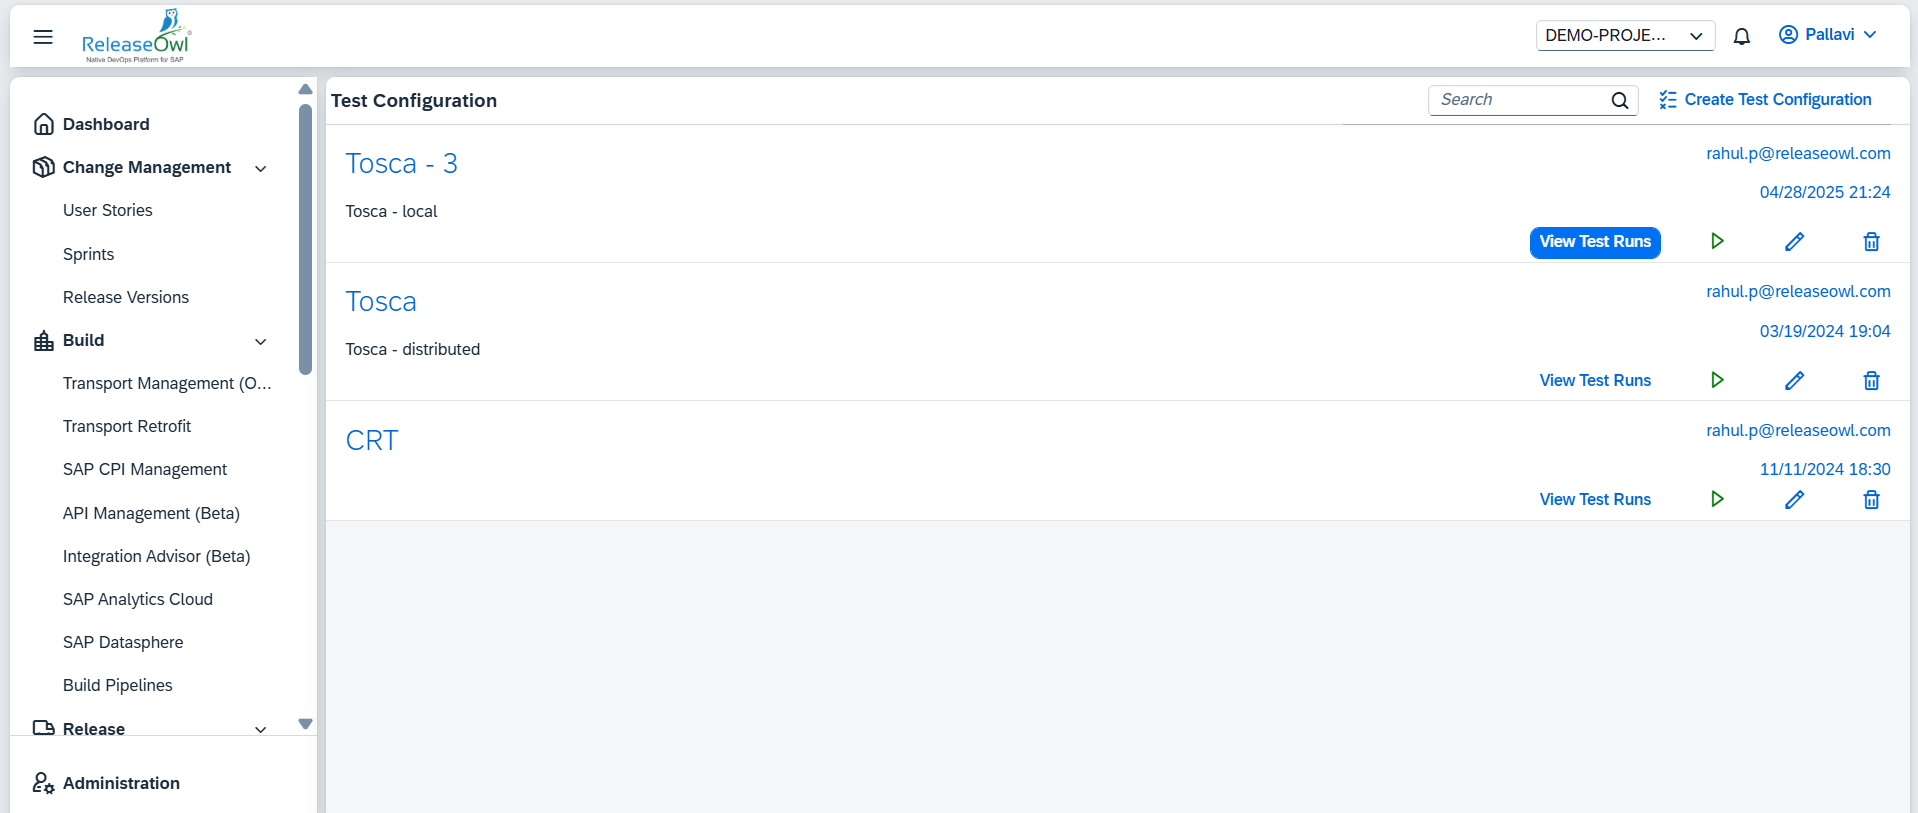 ReleaseOwl®
Native DevOps Platform for SAP
DEMO-PROJE...
Pallavi
Dashboard
Change Management
User Stories
Sprints
Release Versions
Build
Transport Management (O...
Transport Retrofit
SAP CPI Management
API Management (Beta)
Integration Advisor (Beta)
SAP Analytics Cloud
SAP Datasphere
Build Pipelines
Release
Administration
Test Configuration
Search
Create Test Configuration
Tosca - 3
rahul.p@releaseowl.com
04/28/2025 21:24
Tosca - local
View Test Runs
Tosca
rahul.p@releaseowl.com
03/19/2024 19:04
Tosca - distributed
View Test Runs
CRT
rahul.p@releaseowl.com
11/11/2024 18:30
View Test Runs